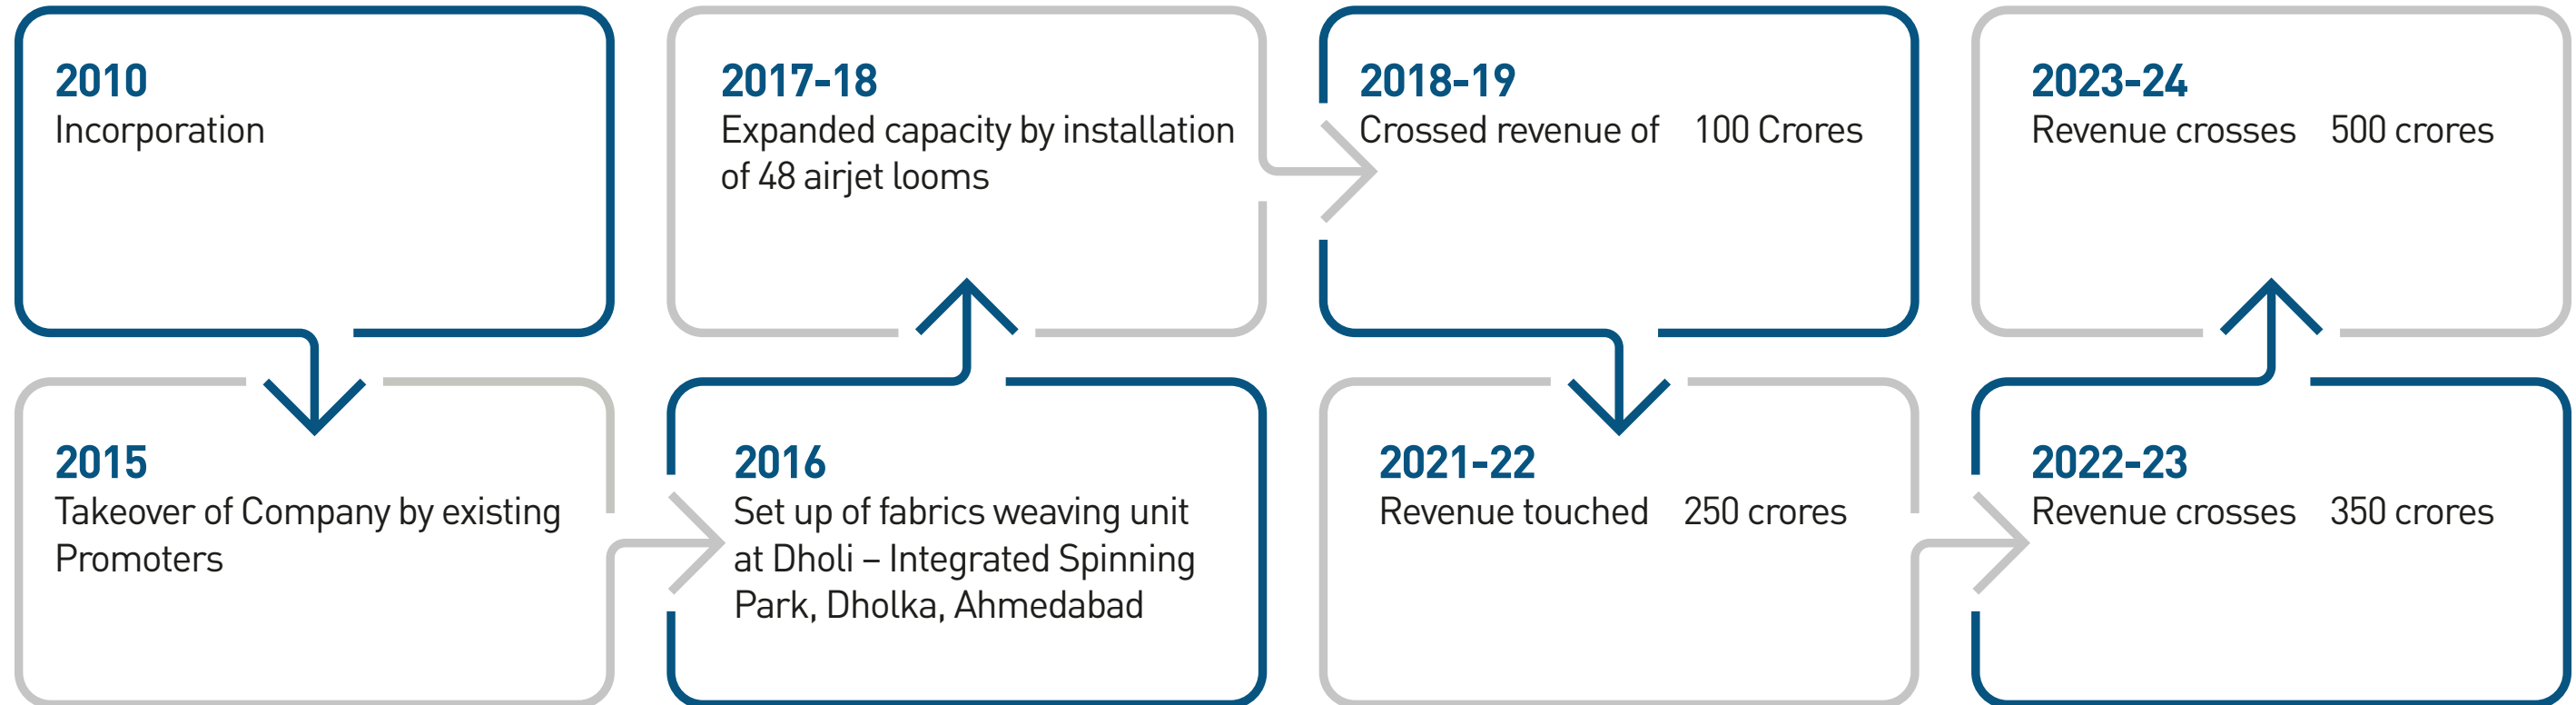 2010
Incorporation
2015
Takeover of Company by existing
Promoters
2016
Set up of fabrics weaving unit
at Dholi – Integrated Spinning
Park, Dholka, Ahmedabad
2017-18
Expanded capacity by installation
of 48 airjet looms
2018-19
Crossed revenue of 100 Crores
2021-22
Revenue touched 250 crores
2022-23
Revenue crosses 350 crores
2023-24
Revenue crosses 500 crores